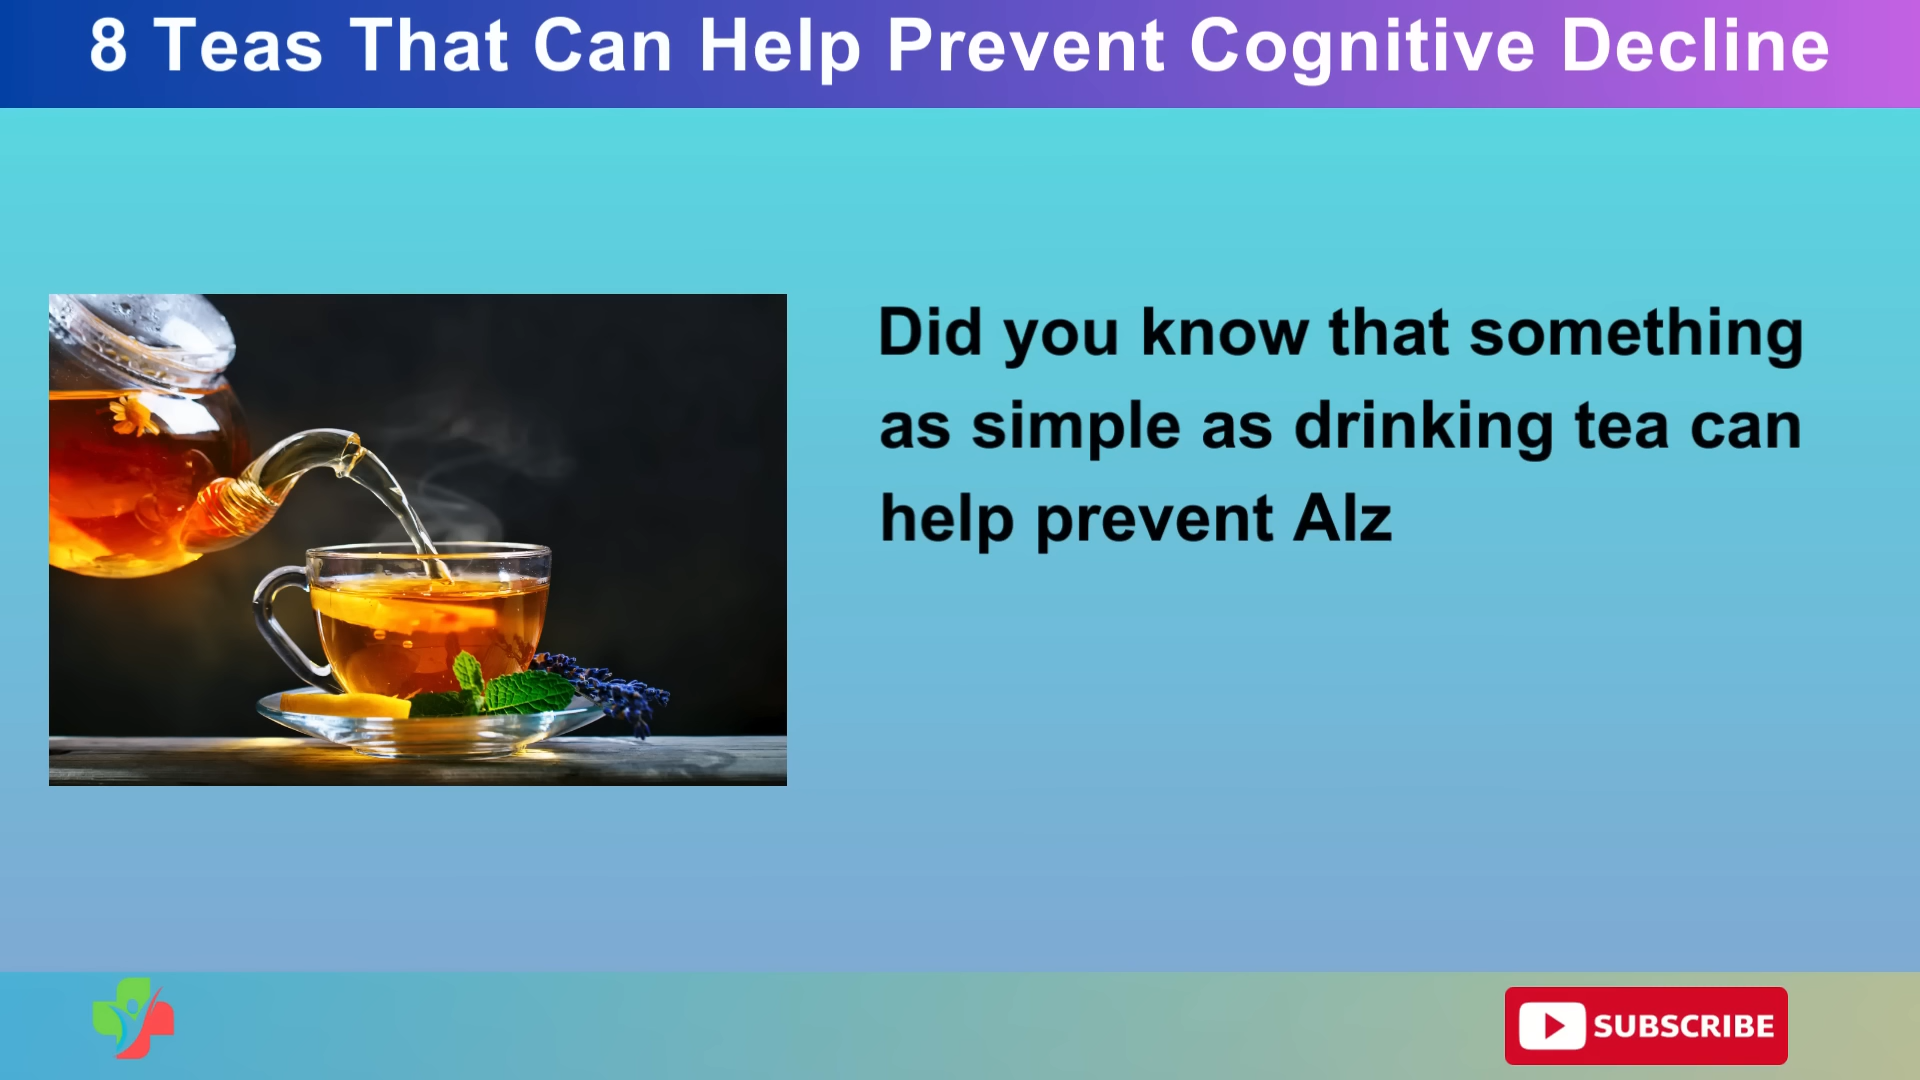 8 Teas That Can Help Prevent Cognitive Decline
Did you know that something
as simple as drinking tea can
help prevent Alz
SUBSCRIBE